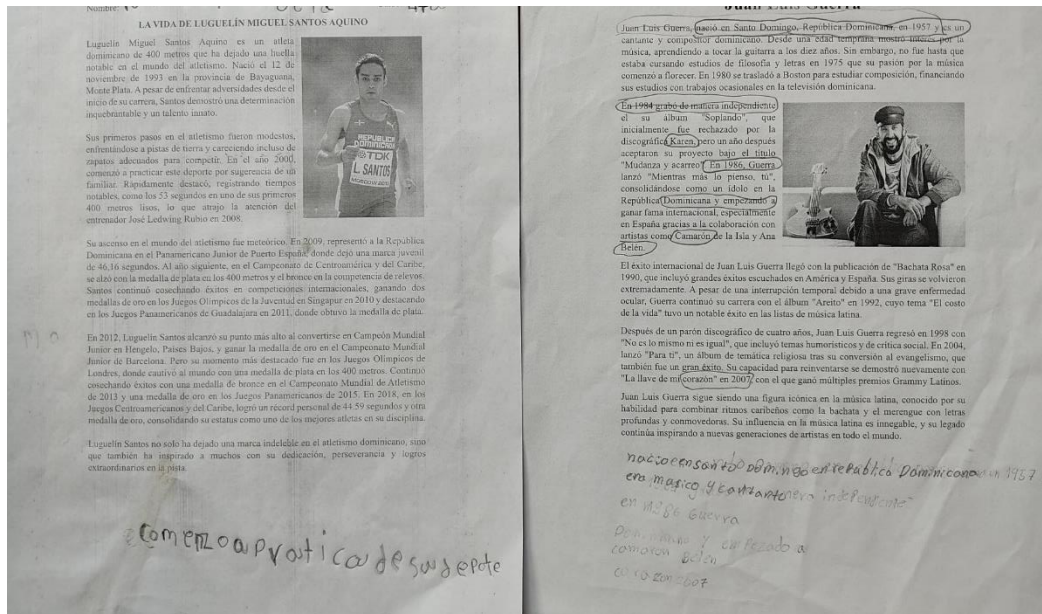 Nombre:
LA VIDA DE LUGUELÍN MIGUEL SANTOS AQUINO
Luguelín Miguel Santos Aquino es un atleta
dominicano de 400 metros que ha dejado una huella
notable en el mundo del atletismo. Nació el 12 de
noviembre de 1993 en la provincia de Bayaguana,
Monte Plata. A pesar de enfrentar adversidades desde el
inicio de su carrera, Santos demostró una determinación
inquebrantable y un talento innato.
Sus primeros pasos en el atletismo fueron modestos,
enfrentándose a pistas de tierra y careciendo incluso de
zapatos adecuados para competir. En el año 2000,
comenzó a practicar este deporte por sugerencia de un
familiar. Rápidamente destacó, registrando tiempos
notables, como los 53 segundos en uno de sus primeros
400 metros lisos, lo que atrajo la atención del
entrenador José Ledwing Rubio en 2008.
REPUBLICA
DOMINICANA
TDK
L. SANTOS
Su ascenso en el mundo del atletismo fue meteórico. En 2009, representó a la República
Dominicana en el Panamericano Junior de Puerto España, donde dejó una marca juvenil
de 46,16 segundos. Al año siguiente, en el Campeonato de Centroamérica y del Caribe,
se alzó con la medalla de plata en los 400 metros y el bronce en la competencia de relevos.
Santos continuó cosechando éxitos en competiciones internacionales, ganando dos
medallas de oro en los Juegos Olímpicos de la Juventud en Singapur en 2010 y destacando
en los Juegos Panamericanos de Guadalajara en 2011, donde obtuvo la medalla de plata.
En 2012, Luguelín Santos alcanzó su punto más alto al convertirse en Campeón Mundial
Junior en Hengelo, Países Bajos, y ganar la medalla de oro en el Campeonato Mundial
Junior de Barcelona. Pero su momento más destacado fue en los Juegos Olímpicos de
Londres, donde cautivó al mundo con una medalla de plata en los 400 metros. Continuó
cosechando éxitos con una medalla de bronce en el Campeonato Mundial de Atletismo
de 2013 y una medalla de oro en los Juegos Panamericanos de 2015. En 2018, en los
Juegos Centroamericanos y del Caribe, logró un récord personal de 44.59 segundos y otra
medalla de oro, consolidando su estatus como uno de los mejores atletas en su disciplina.
Luguelín Santos no solo ha dejado una marca indeleble en el atletismo dominicano, sino
que también ha inspirado a muchos con su dedicación, perseverancia y logros
extraordinarios en la pista.
comenzo a pratica de su depote
Juan Luis Guerra
Juan Luis Guerra, nació en Santo Domingo, República Dominicana, en 1957 y es un
cantante y compositor dominicano. Desde una edad temprana mostró interés por la
música, aprendiendo a tocar la guitarra a los diez años. Sin embargo, no fue hasta que
estaba cursando estudios de filosofía y letras en 1975 que su pasión por la música
comenzó a florecer. En 1980 se trasladó a Boston para estudiar composición, financiando
sus estudios con trabajos ocasionales en la televisión dominicana.
En 1984 grabó de manera independiente
el su álbum "Soplando", que
inicialmente fue rechazado por la
discográfica Karen, pero un año después
aceptaron su proyecto bajo el título
"Mudanza y acarreo". En 1986, Guerra
lanzó "Mientras más lo pienso, tú",
consolidándose como un ídolo en la
República Dominicana y empezando a
ganar fama internacional, especialmente
en España gracias a la colaboración con
artistas como Camarón de la Isla y Ana
Belén.
El éxito internacional de Juan Luis Guerra llegó con la publicación de "Bachata Rosa" en
1990, que incluyó grandes éxitos escuchados en América y España. Sus giras se volvieron
extremadamente. A pesar de una interrupción temporal debido a una grave enfermedad
ocular, Guerra continuó su carrera con el álbum "Areito" en 1992, cuyo tema "El costo
de la vida" tuvo un notable éxito en las listas de música latina.
Después de un parón discográfico de cuatro años, Juan Luis Guerra regresó en 1998 con
"No es lo mismo ni es igual", que incluyó temas humorísticos y de crítica social. En 2004,
lanzó "Para ti", un álbum de temática religiosa tras su conversión al evangelismo, que
también fue un gran éxito. Su capacidad para reinventarse se demostró nuevamente con
"La llave de mi corazón" en 2007, con el que ganó múltiples premios Grammy Latinos.
Juan Luis Guerra sigue siendo una figura icónica en la música latina, conocido por su
habilidad para combinar ritmos caribeños como la bachata y el merengue con letras
profundas y conmovedoras. Su influencia en la música latina es innegable, y su legado
continúa inspirando a nuevas generaciones de artistas en todo el mundo.
nacio en santo Domingo en republica Dominicana en 1957
era y
en Guerra
Dominicana y a
camaron Belén